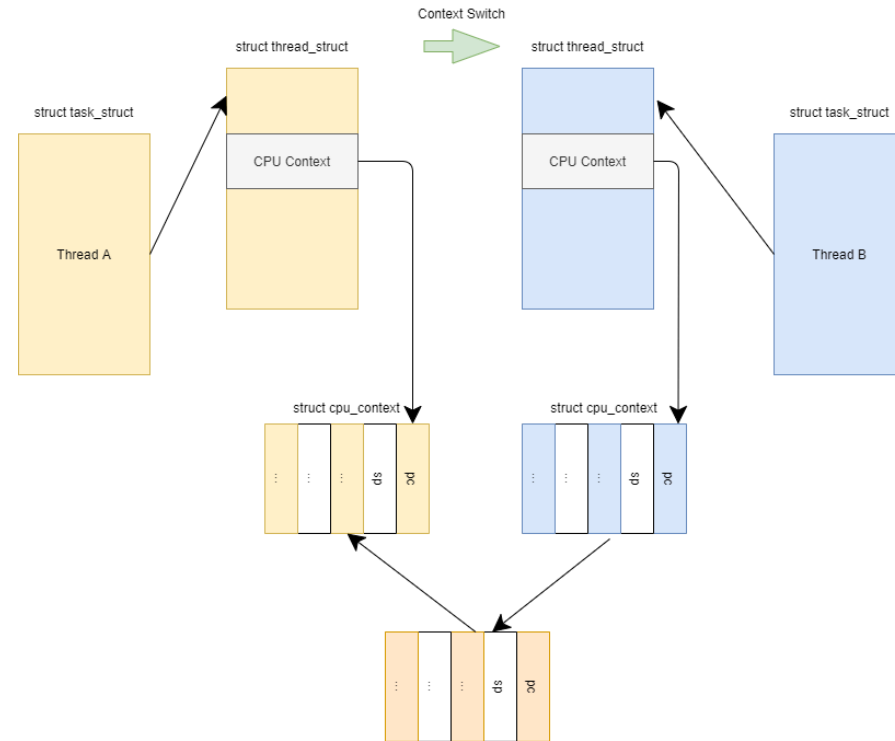 Context Switch
struct thread_struct
struct thread_struct
struct task_struct
struct task_struct
CPU Context
CPU Context
Thread A
Thread B
struct cpu_context
struct cpu_context
...
...
...
sp
pc
...
...
...
sp
pc
...
...
...
sp
pc